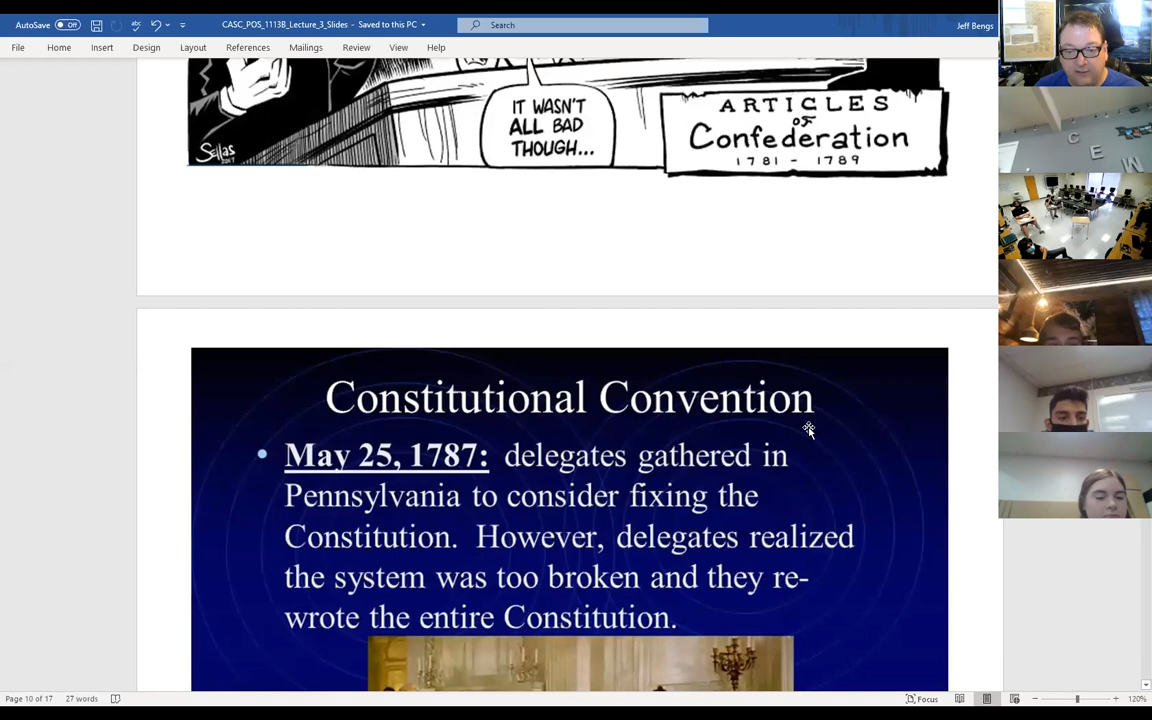 AutoSave Off CASC_POS_1113B_Lecture_3_Slides - Saved to this PC Search Jeff Bengs
File Home Insert Design Layout References Mailings Review View Help
IT WASN'T
ALL BAD
THOUGH...
ARTICLES
OF
Confederation
1781 - 1789
Sellas
2017
C
E
W
Constitutional Convention
• May 25, 1787: delegates gathered in
Pennsylvania to consider fixing the
Constitution. However, delegates realized
the system was too broken and they re-
wrote the entire Constitution.
Page 10 of 17 27 words Focus 120%